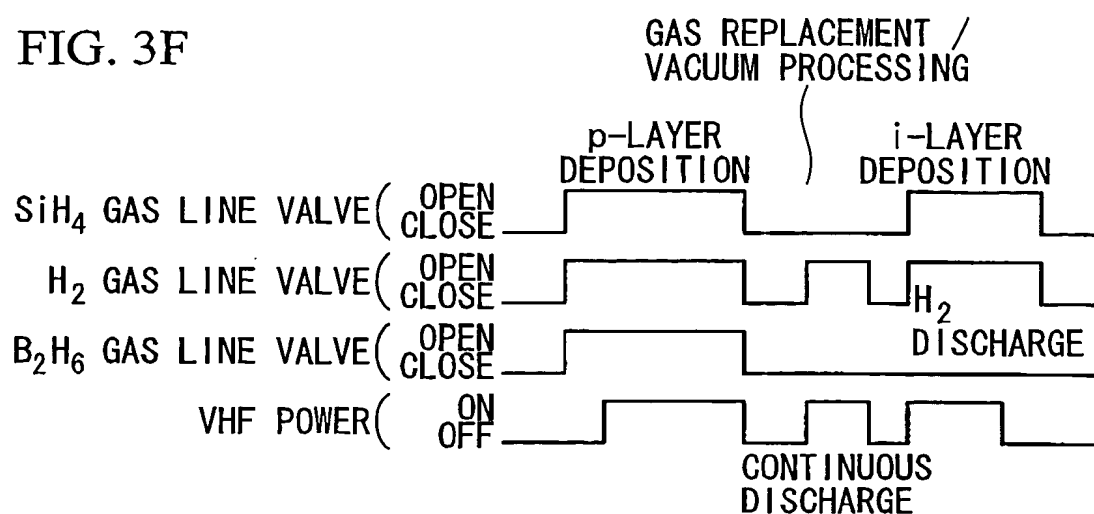 FIG. 3F
GAS REPLACEMENT /
VACUUM PROCESSING
p-LAYER
DEPOSITION
i-LAYER
DEPOSITION
SiH4 GAS LINE VALVE( OPEN
CLOSE
H2 GAS LINE VALVE( OPEN
CLOSE
H2
DISCHARGE
B2H6 GAS LINE VALVE( OPEN
CLOSE
VHF POWER( ON
OFF
CONTINUOUS
DISCHARGE